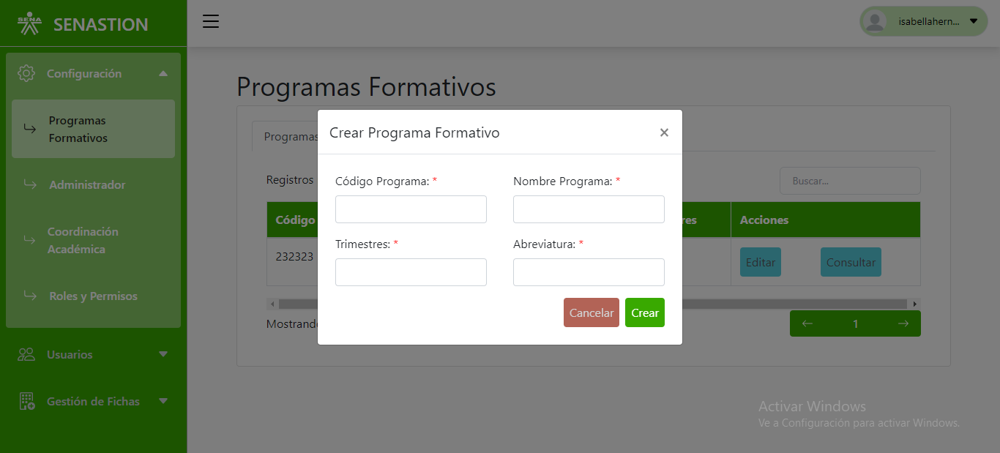 SENA
SENASTION
isabellahern...
Configuración
Programas
Formativos
Administrador
Coordinación
Académica
Roles y Permisos
Usuarios
Gestión de Fichas
Programas Formativos
Programas
Registros
Buscar...
Código
res
Acciones
232323
Editar
Consultar
Mostrando
1
Crear Programa Formativo
×
Código Programa: *
Nombre Programa: *
Trimestres: *
Abreviatura: *
Cancelar
Crear
Activar Windows
Ve a Configuración para activar Windows.